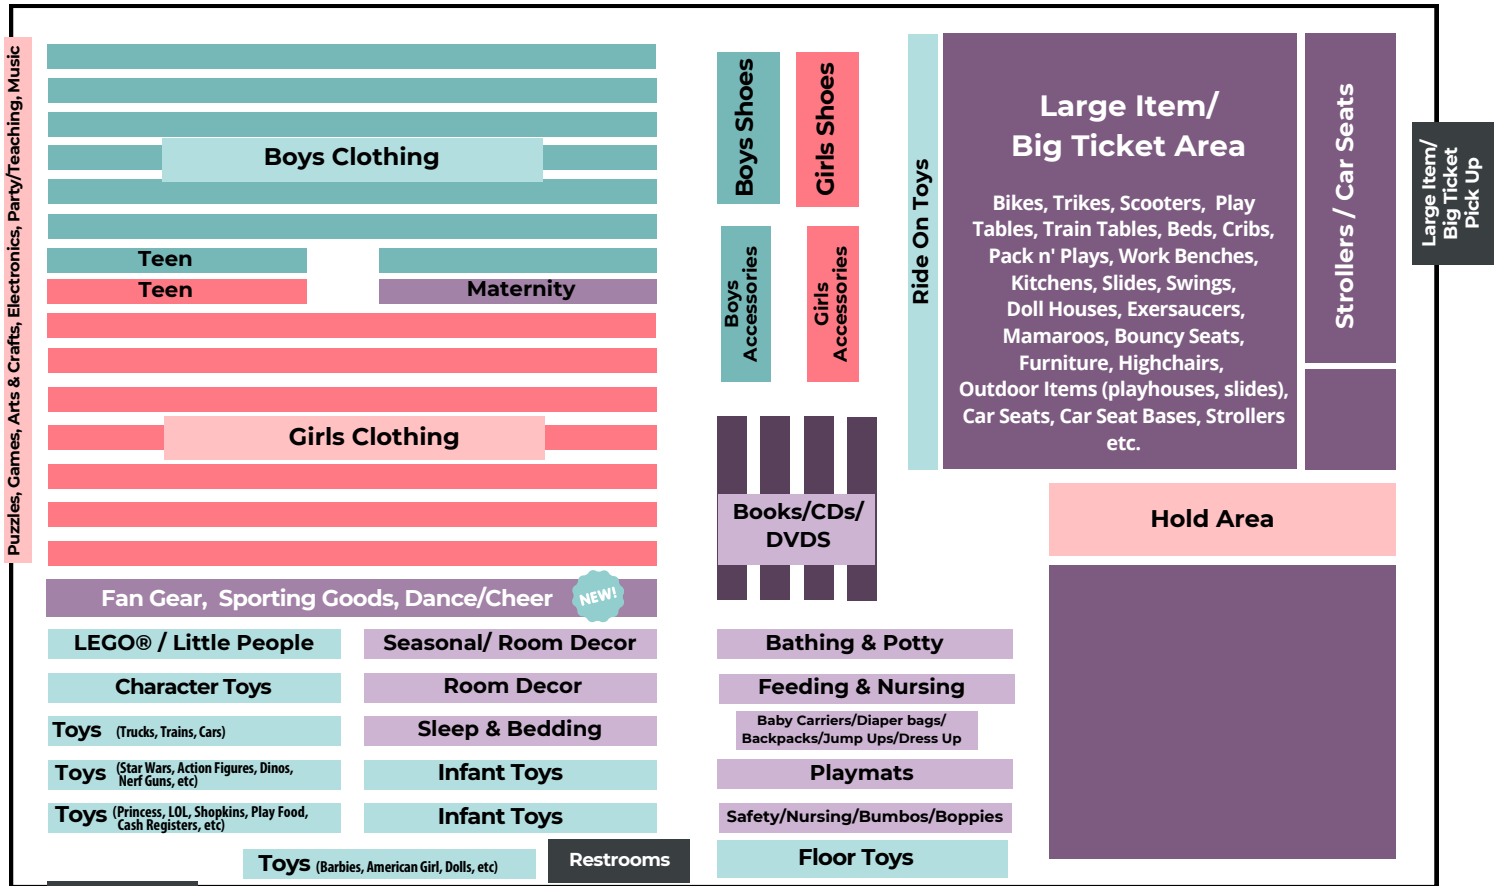 Puzzles, Games, Arts & Crafts, Electronics, Party/Teaching, Music
Boys Clothing
Teen
Teen
Maternity
Girls Clothing
Fan Gear, Sporting Goods, Dance/Cheer
NEW!
LEGO® / Little People
Character Toys
Toys (Trucks, Trains, Cars)
Toys (Star Wars, Action Figures, Dinos,
Nerf Guns, etc)
Toys (Princess, LOL, Shopkins, Play Food,
Cash Registers, etc)
Toys (Barbies, American Girl, Dolls, etc)
Seasonal/ Room Decor
Room Decor
Sleep & Bedding
Infant Toys
Infant Toys
Restrooms
Boys Shoes
Girls Shoes
Boys
Accessories
Girls
Accessories
Books/CDs/
DVDS
Bathing & Potty
Feeding & Nursing
Baby Carriers/Diaper bags/
Backpacks/Jump Ups/Dress Up
Playmats
Safety/Nursing/Bumbos/Boppies
Floor Toys
Ride On Toys
Large Item/
Big Ticket Area
Bikes, Trikes, Scooters, Play
Tables, Train Tables, Beds, Cribs,
Pack n' Plays, Work Benches,
Kitchens, Slides, Swings,
Doll Houses, Exersaucers,
Mamaroos, Bouncy Seats,
Furniture, Highchairs,
Outdoor Items (playhouses, slides),
Car Seats, Car Seat Bases, Strollers
etc.
Strollers / Car Seats
Large Item/
Big Ticket
Pick Up
Hold Area